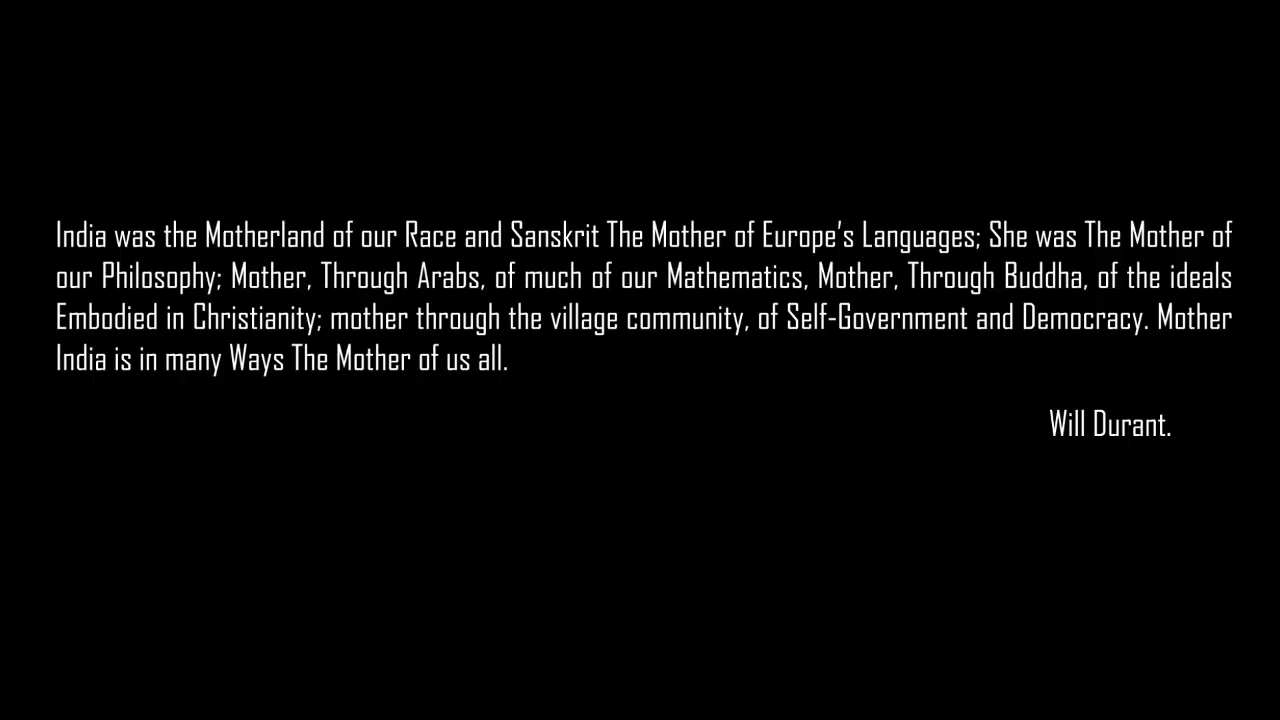 India was the Motherland of our Race and Sanskrit The Mother of Europe's Languages; She was The Mother of
our Philosophy; Mother, Through Arabs, of much of our Mathematics, Mother, Through Buddha, of the ideals
Embodied in Christianity; mother through the village community, of Self-Government and Democracy. Mother
India is in many Ways The Mother of us all.
Will Durant.